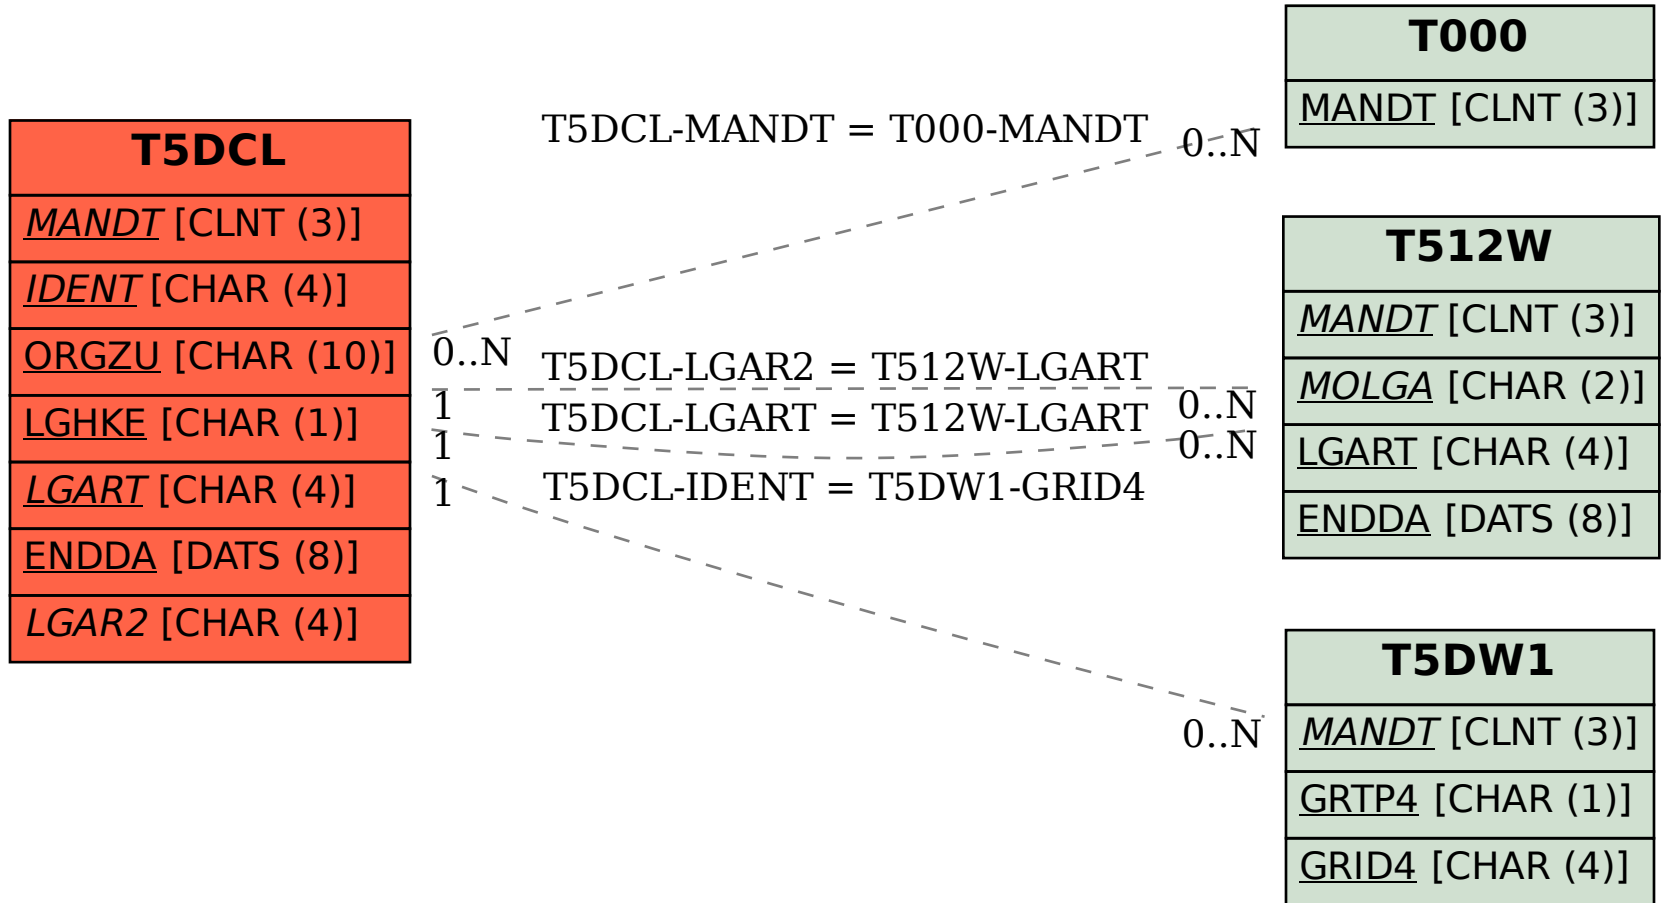 T5DCL
MANDT [CLNT (3)]
IDENT [CHAR (4)]
ORGZU [CHAR (10)]
LGHKE [CHAR (1)]
LGART [CHAR (4)]
ENDDA [DATS (8)]
LGAR2 [CHAR (4)]
T5DCL-MANDT = T000-MANDT
0..N
0..N
T5DCL-LGAR2 = T512W-LGART
1
0..N
T5DCL-LGART = T512W-LGART
1
0..N
T5DCL-IDENT = T5DW1-GRID4
1
0..N
T000
MANDT [CLNT (3)]
T512W
MANDT [CLNT (3)]
MOLGA [CHAR (2)]
LGART [CHAR (4)]
ENDDA [DATS (8)]
T5DW1
MANDT [CLNT (3)]
GRTP4 [CHAR (1)]
GRID4 [CHAR (4)]